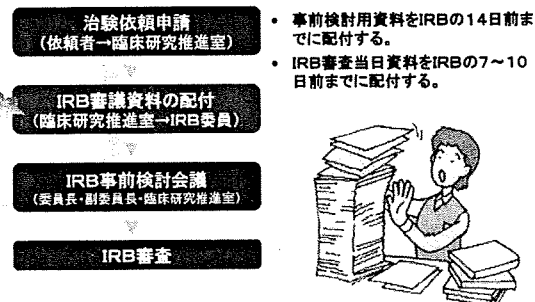 治験依頼申請
（依頼者→臨床研究推進室）
IRB審議資料の配付
（臨床研究推進室→IRB委員）
IRB事前検討会議
（委員長・副委員長・臨床研究推進室）
IRB審査
• 事前検討用資料をIRBの14日前ま
でに配付する。
• IRB審査当日資料をIRBの7～10
日前までに配付する。